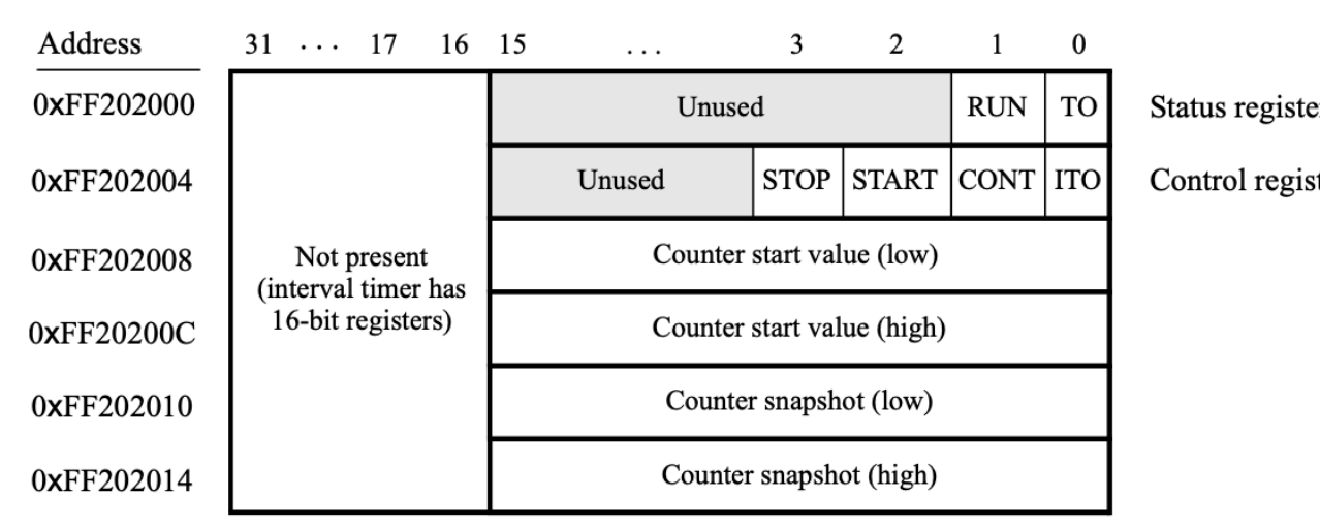 Address 31 ... 17 16 15 ... 3 2 1 0
0xFF202000 Unused RUN TO Status register
0xFF202004 Unused STOP START CONT ITO Control regist
0xFF202008 Counter start value (low)
Not present
(interval timer has
16-bit registers)
0xFF20200C Counter start value (high)
0xFF202010 Counter snapshot (low)
0xFF202014 Counter snapshot (high)